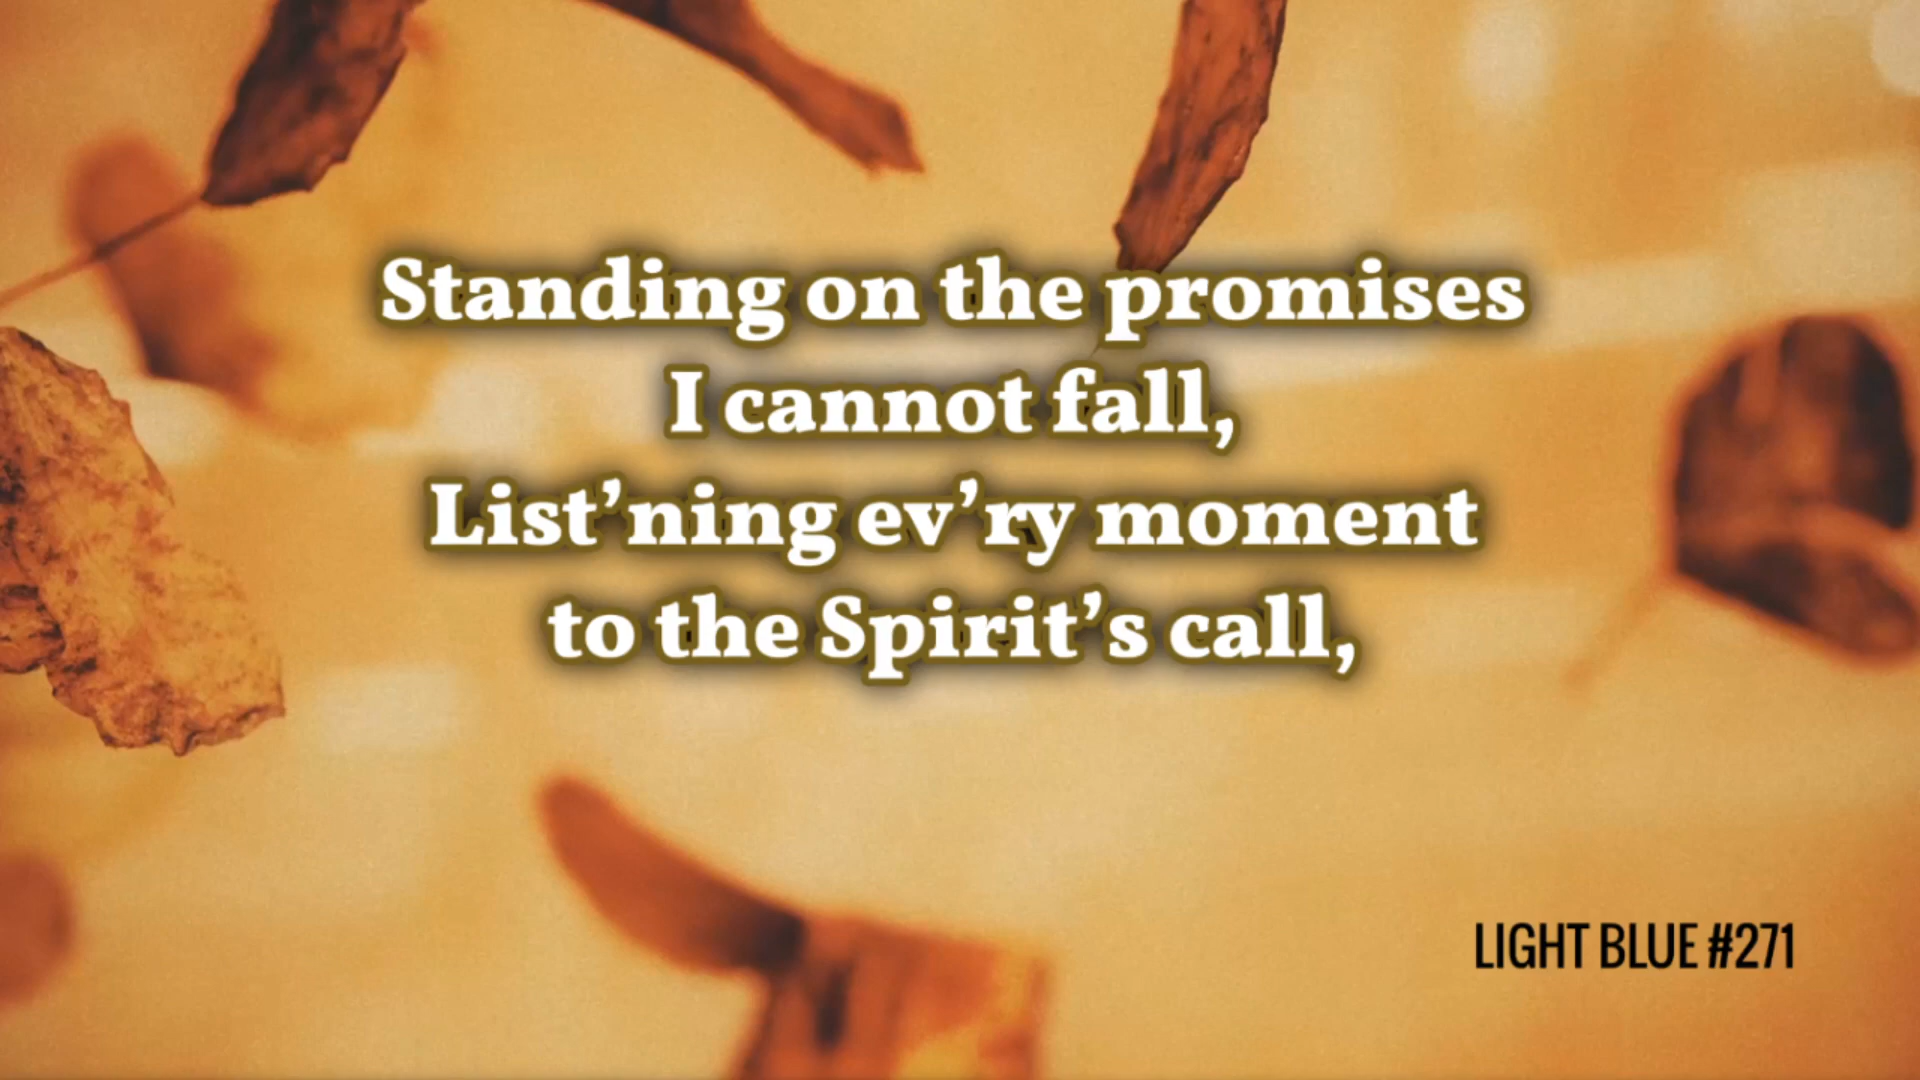 Standing on the promises
I cannot fall,
List’ning ev’ry moment
to the Spirit’s call,
LIGHT BLUE #271